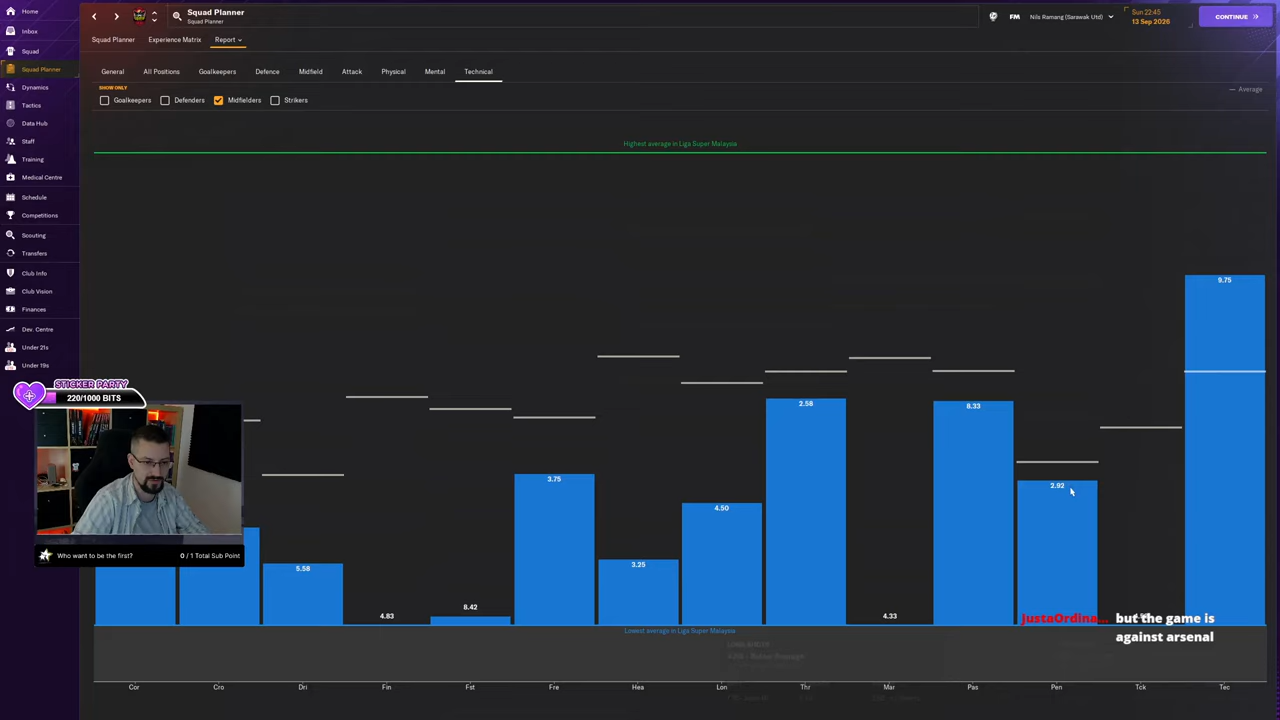 Home
Inbox
Squad
Squad Planner
Dynamics
Tactics
Data Hub
Staff
Training
Medical Centre
Schedule
Competitions
Scouting
Transfers
Club Info
Club Vision
Finances
Dev. Centre
Under 21s
Under 19s
Squad Planner
Squad Planner
FM
Nils Ramang (Sarawak Utd)
Sun 22:45
13 Sep 2026
CONTINUE
Squad Planner Experience Matrix Report
General All Positions Goalkeepers Defence Midfield Attack Physical Mental Technical
SHOW ONLY
Goalkeepers Defenders Midfielders Strikers
Average
Highest average in Liga Super Malaysia
9.75
2.58
8.33
3.75
2.92
4.50
3.25
5.58
8.42
4.83
4.33
Lowest average in Liga Super Malaysia
Cor Cro Dri Fin Fst Fre Hea Lon Thr Mar Pas Pen Tck Tec
STICKER PARTY
220/1000 BITS
Who want to be the first? 0 / 1 Total Sub Point
JustaOrdina... but the game is
against arsenal